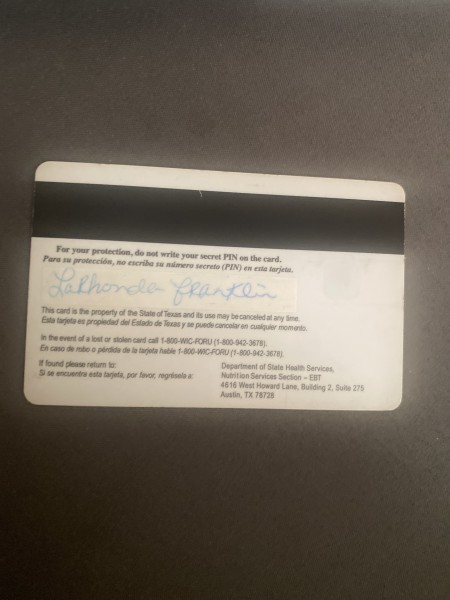 For your protection, do not write your secret PIN on the card.
Para su protección, no escriba su número secreto (PIN) en esta tarjeta.
LaRhonda Franklin
This card is the property of the State of Texas and its use may be canceled at any time.
Esta tarjeta es propiedad del Estado de Texas y se puede cancelar en cualquier momento.
In the event of a lost or stolen card call 1-800-WIC-FORU (1-800-942-3678).
En caso de robo o pérdida de la tarjeta hable 1-800-WIC-FORU (1-800-942-3678).
If found please return to:
Si se encuentra esta tarjeta, por favor, regrésela a:
Department of State Health Services,
Nutrition Services Section – EBT
4616 West Howard Lane, Building 2, Suite 275
Austin, TX 78728